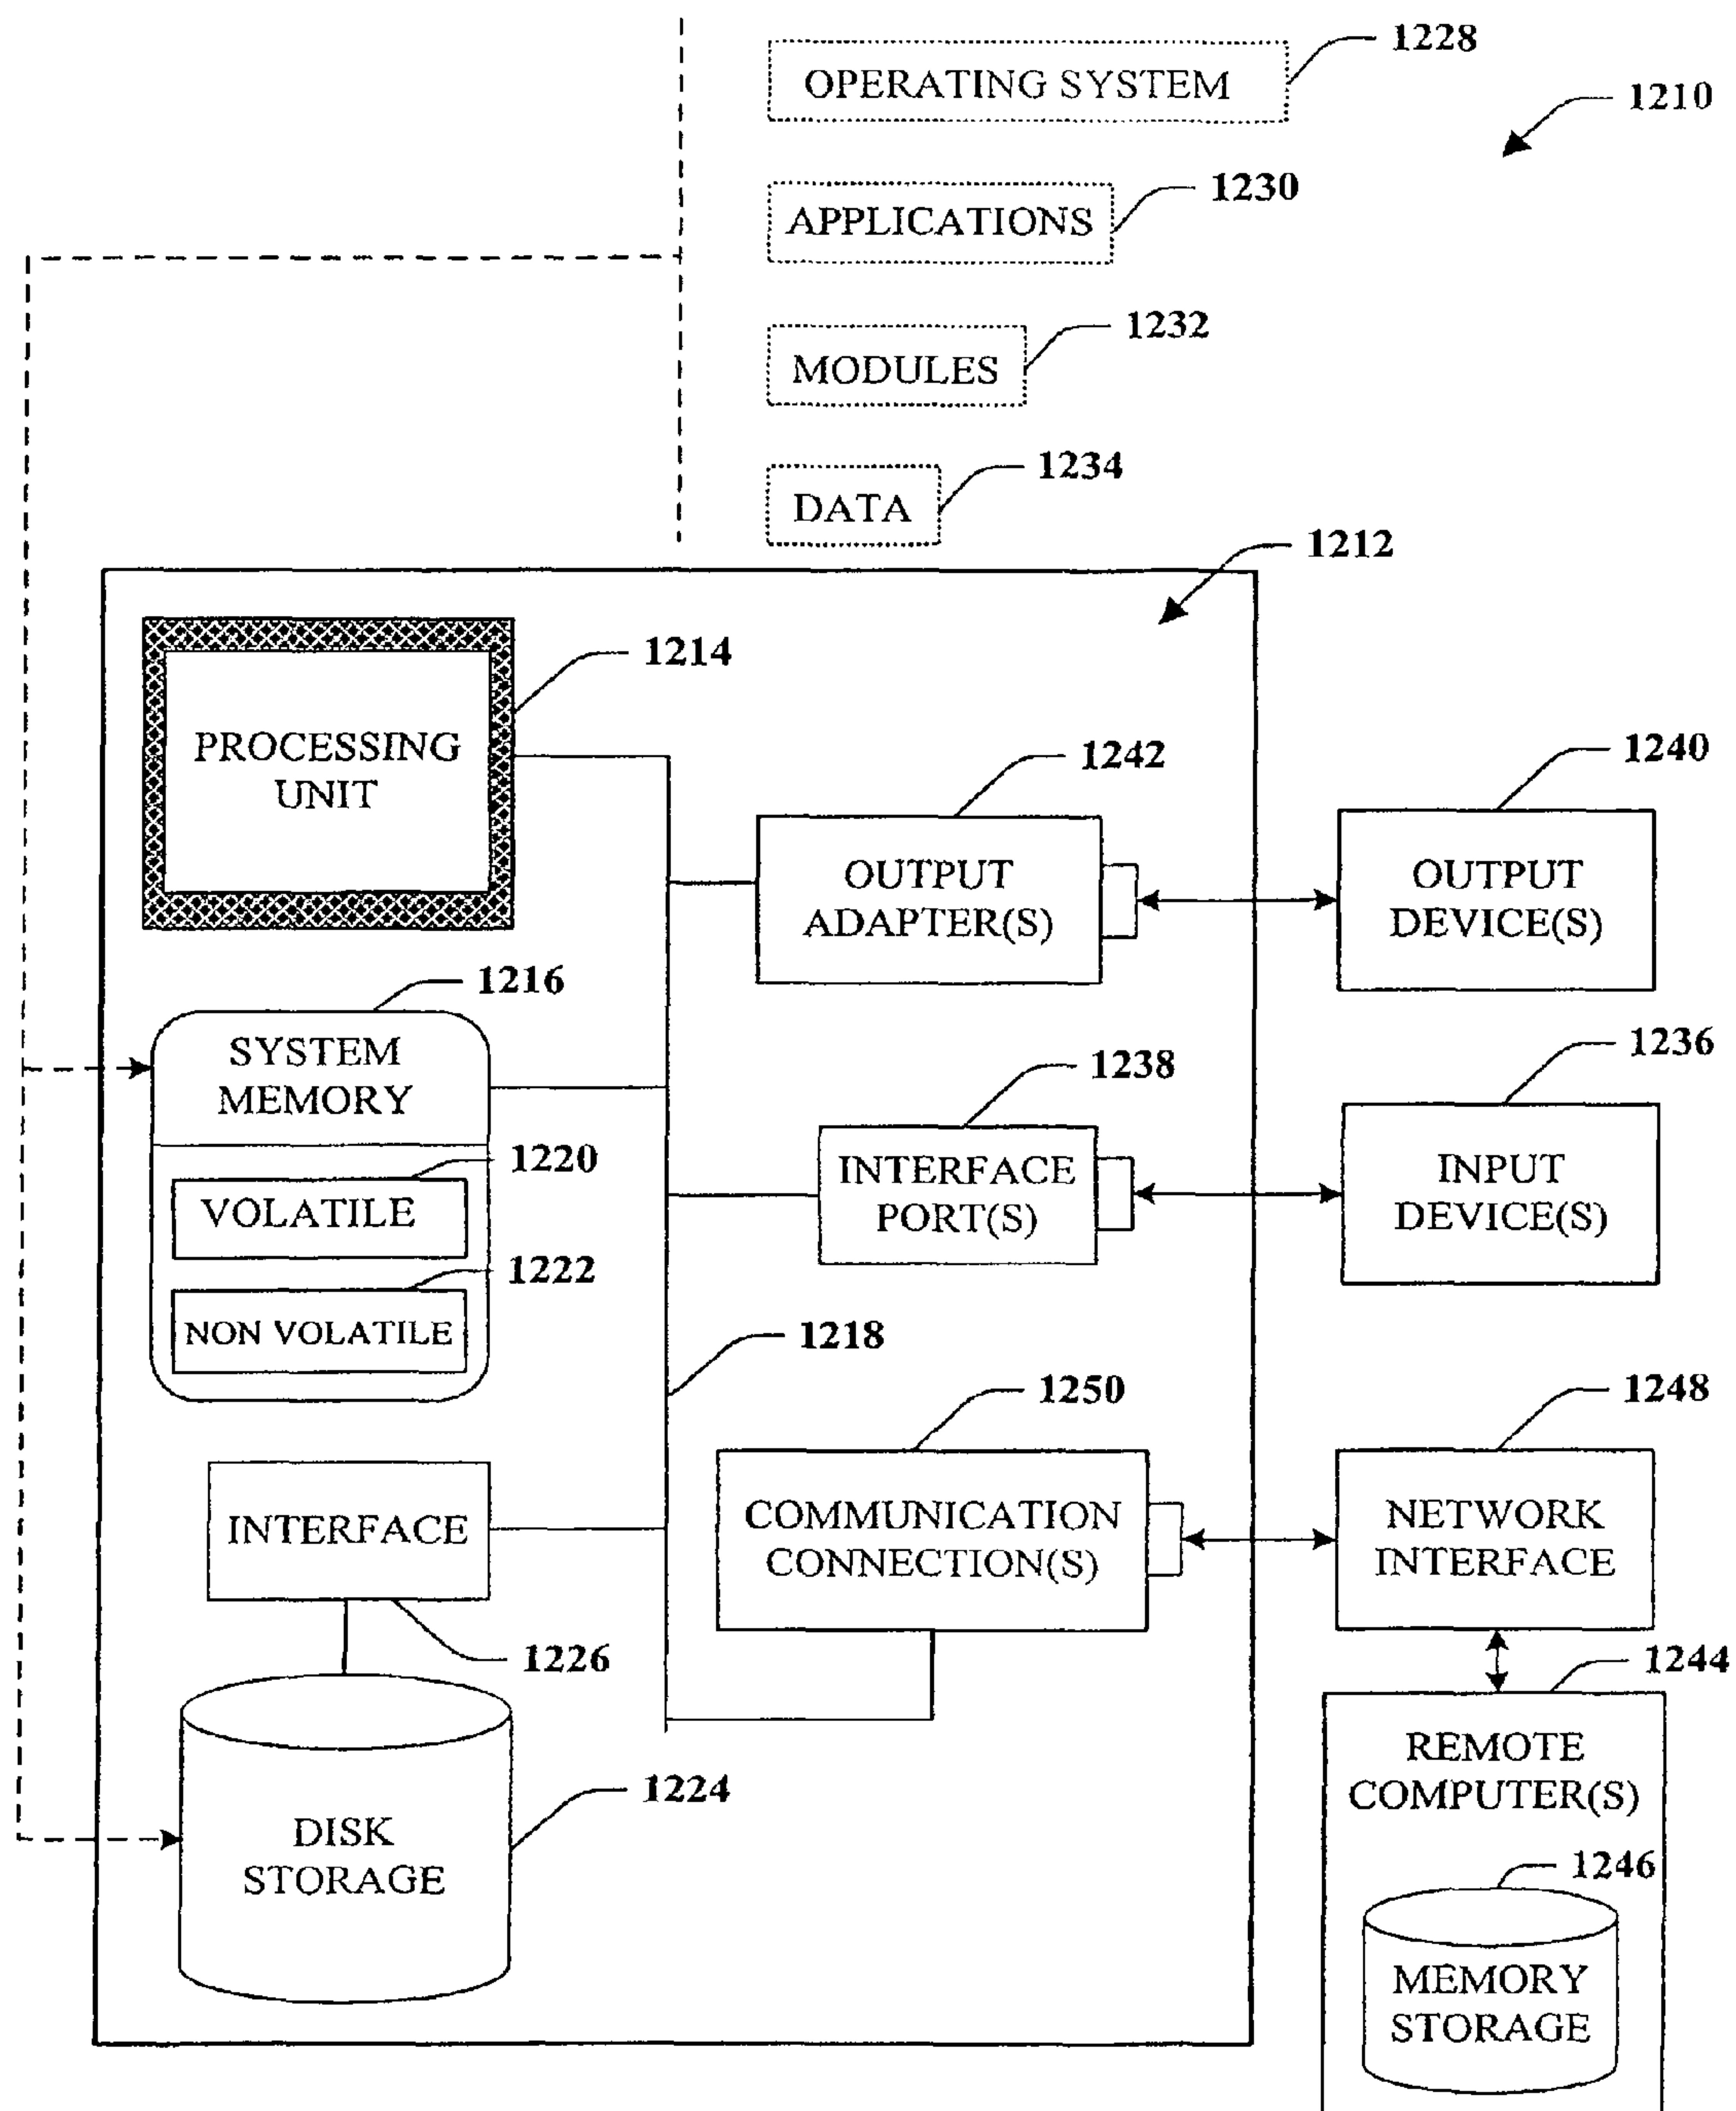 1228
OPERATING SYSTEM
1210
1230
APPLICATIONS
1232
MODULES
1234
DATA
1212
1214
PROCESSING
UNIT
1242
OUTPUT
ADAPTER(S)
1240
OUTPUT
DEVICE(S)
1216
SYSTEM
MEMORY
1220
VOLATILE
1222
NON VOLATILE
1238
INTERFACE
PORT(S)
1236
INPUT
DEVICE(S)
1218
1250
COMMUNICATION
CONNECTION(S)
1248
NETWORK
INTERFACE
INTERFACE
1226
1244
REMOTE
COMPUTER(S)
1224
DISK
STORAGE
1246
MEMORY
STORAGE